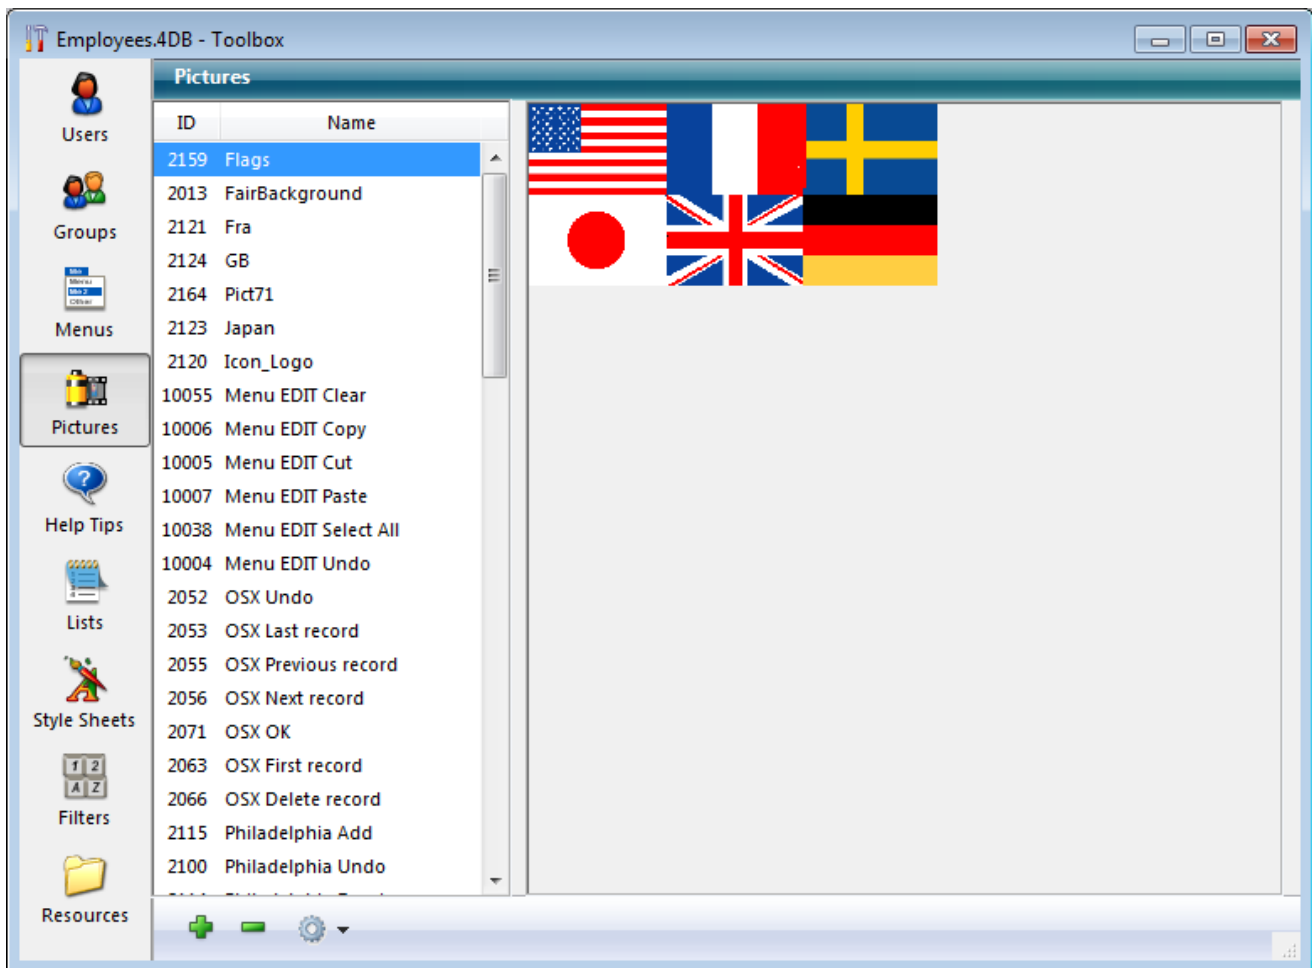 Employees.4DB - Toolbox
Pictures
Users
Groups
Menus
Pictures
Help Tips
Lists
Style Sheets
Filters
Resources
ID Name
2159 Flags
2013 FairBackground
2121 Fra
2124 GB
2164 Pict71
2123 Japan
2120 Icon_Logo
10055 Menu EDIT Clear
10006 Menu EDIT Copy
10005 Menu EDIT Cut
10007 Menu EDIT Paste
10038 Menu EDIT Select All
10004 Menu EDIT Undo
2052 OSX Undo
2053 OSX Last record
2055 OSX Previous record
2056 OSX Next record
2071 OSX OK
2063 OSX First record
2066 OSX Delete record
2115 Philadelphia Add
2100 Philadelphia Undo